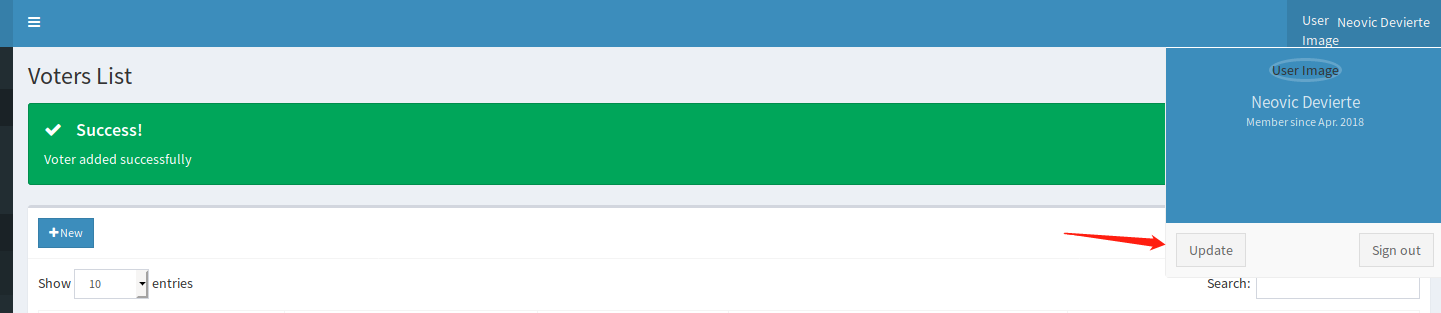 User Image
Neovic Devierte
Voters List
User Image
Neovic Devierte
Member since Apr. 2018
Success!
Voter added successfully
New
Update
Sign out
Show 10 entries
Search: